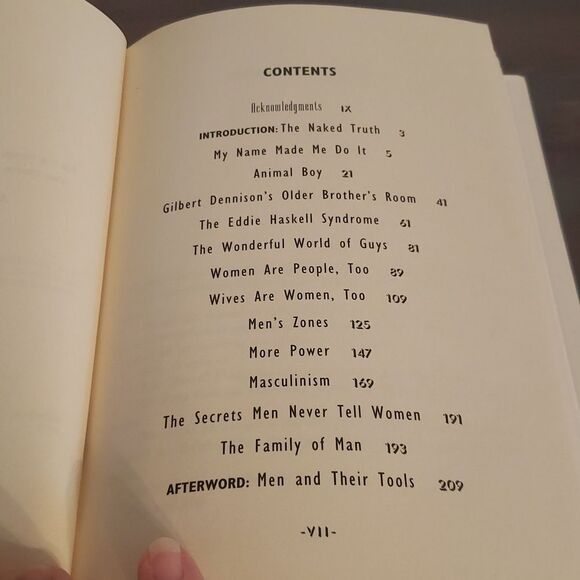 CONTENTS
Acknowledgments IX
INTRODUCTION: The Naked Truth 3
My Name Made Me Do It 5
Animal Boy 21
Gilbert Dennison's Older Brother's Room 41
The Eddie Haskell Syndrome 61
The Wonderful World of Guys 81
Women Are People, Too 89
Wives Are Women, Too 109
Men's Zones 125
More Power 147
Masculinism 169
The Secrets Men Never Tell Women 191
The Family of Man 193
AFTERWORD: Men and Their Tools 209
-VII-